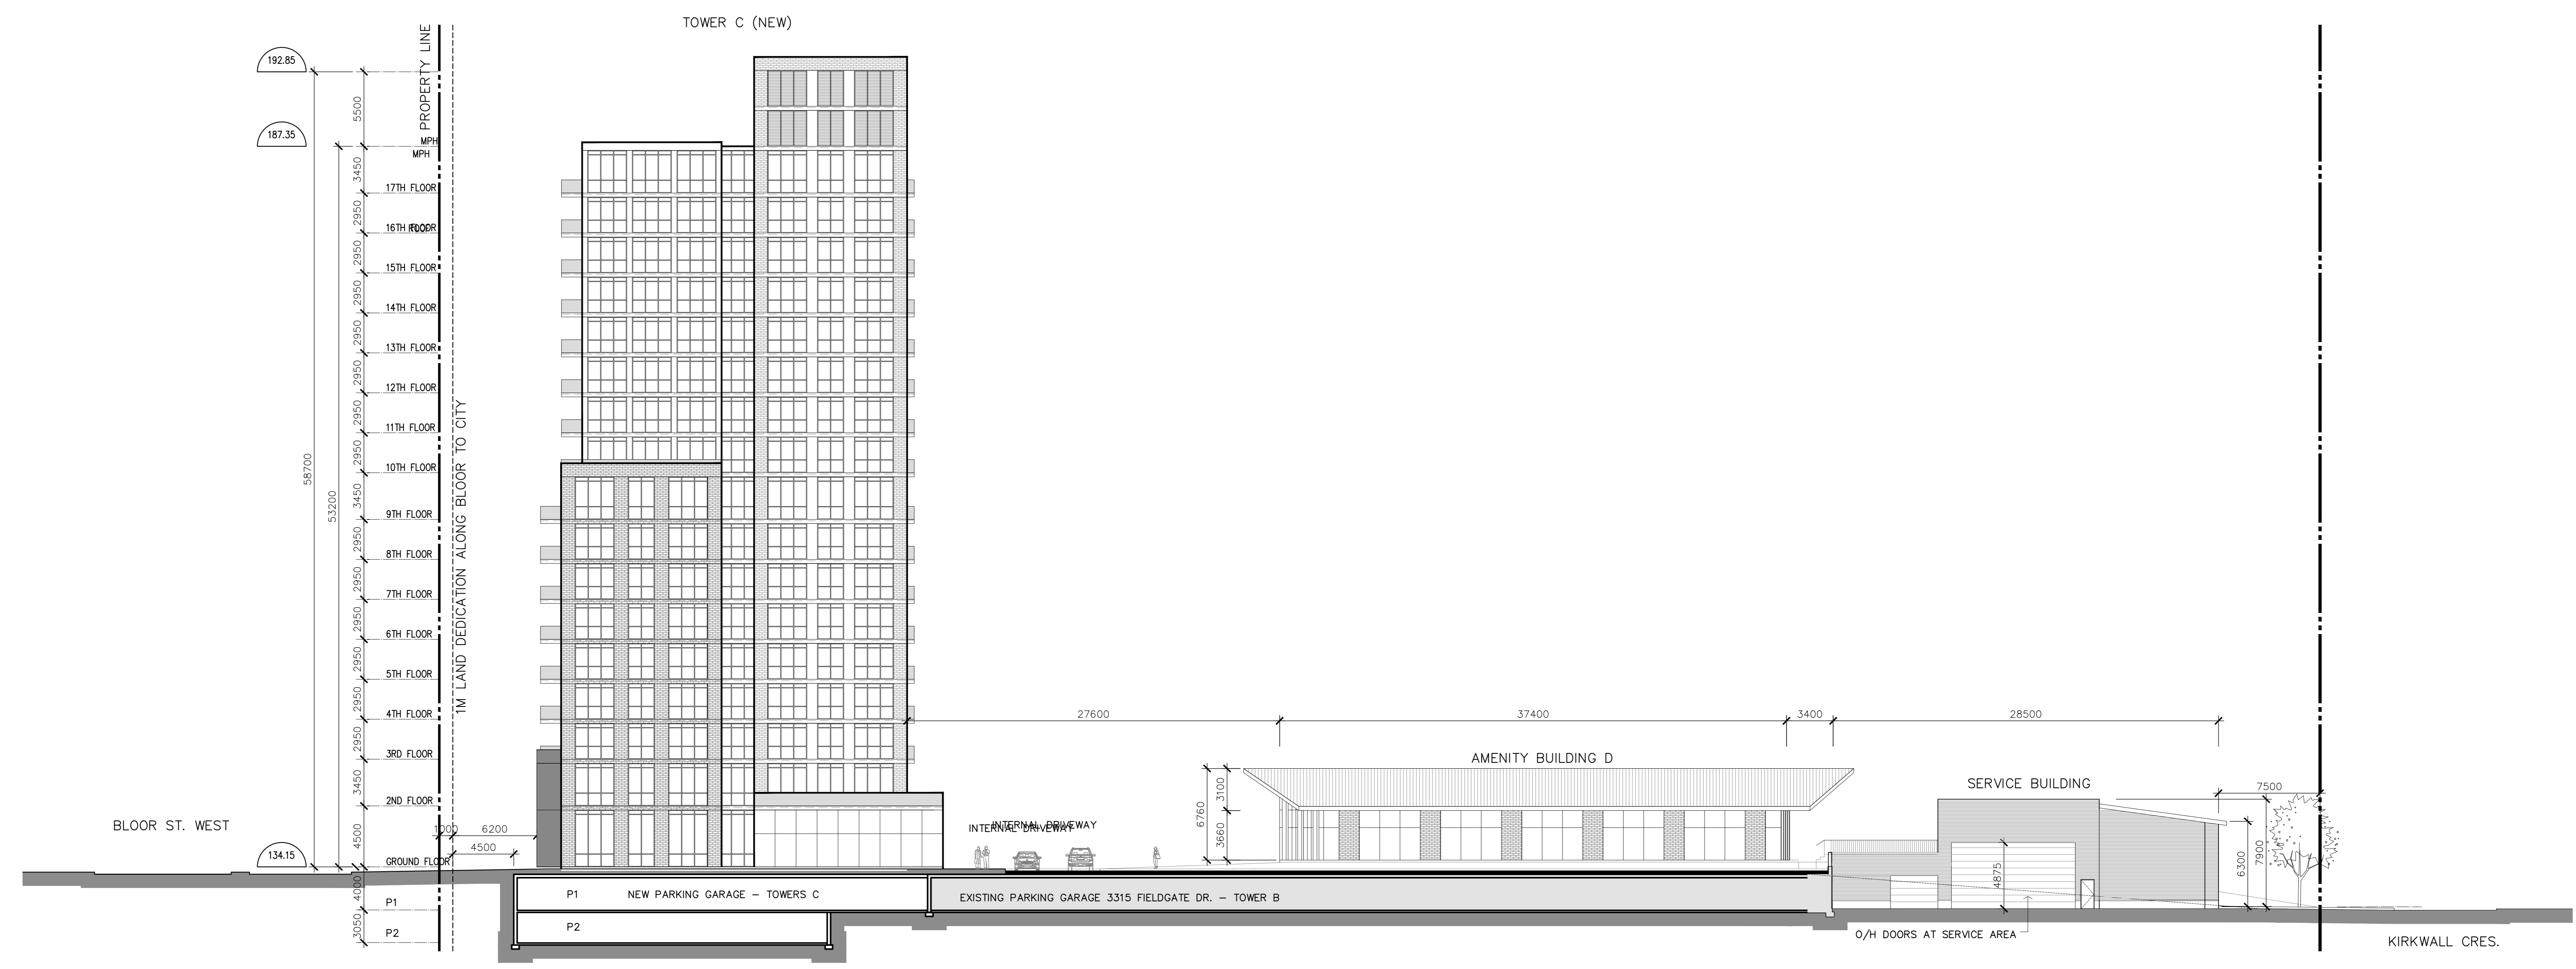 TOWER C (NEW)
192.85
187.35
134.15
PROPERTY LINE
1M LAND DEDICATION ALONG BLOOR TO CITY
58700
53200
5500
MPH
MPH
3450
17TH FLOOR
2950
16TH FLOOR
ROOF
2950
15TH FLOOR
2950
14TH FLOOR
2950
13TH FLOOR
2950
12TH FLOOR
2950
11TH FLOOR
2950
10TH FLOOR
3450
9TH FLOOR
2950
8TH FLOOR
2950
7TH FLOOR
2950
6TH FLOOR
2950
5TH FLOOR
2950
4TH FLOOR
2950
3RD FLOOR
3450
2ND FLOOR
4500
GROUND FLOOR
4000
P1
3050
P2
BLOOR ST. WEST
1000
6200
4500
27600
37400
3400
28500
7500
AMENITY BUILDING D
SERVICE BUILDING
6760
3100
3660
INTERNAL DRIVEWAY
INTERNAL DRIVEWAY
4875
6300
7900
P1
NEW PARKING GARAGE – TOWERS C
EXISTING PARKING GARAGE 3315 FIELDGATE DR. – TOWER B
P2
O/H DOORS AT SERVICE AREA
KIRKWALL CRES.